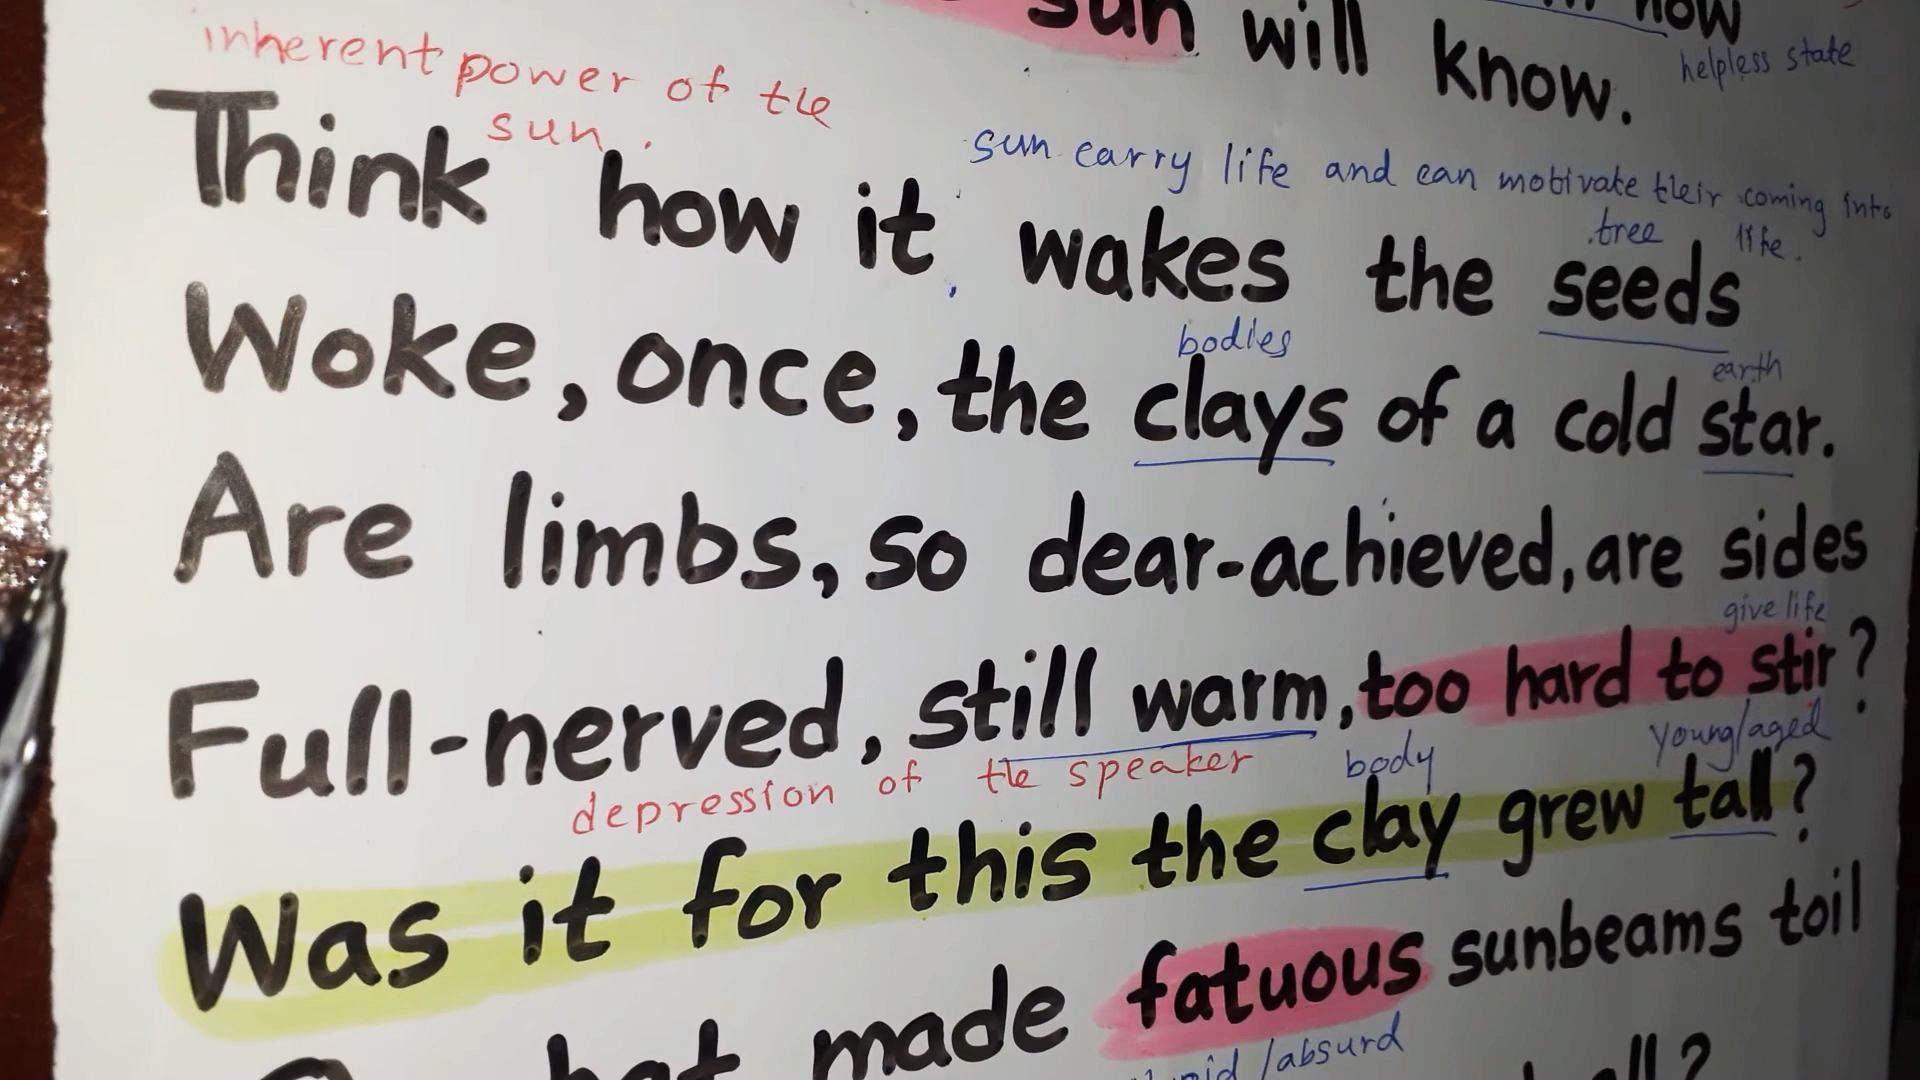 sun will know.
helpless state
inherent power of the
sun.
sun carry life and can motivate their coming into
life.
Think how it wakes the seeds
tree
bodies
Woke, once, the clays of a cold star.
earth
Are limbs, so dear-achieved, are sides
give life
Full-nerved, still warm, too hard to stir?
depression of the speaker
body
young/aged
Was it for this the clay grew tall?
made fatuous sunbeams toil
/absurd